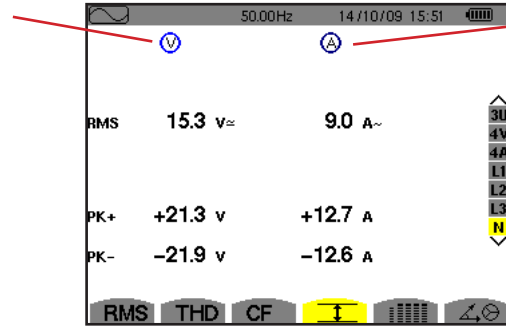 50.00Hz 14/10/09 15:51
V A
RMS 15.3 V≃ 9.0 A~
3U
4V
4A
L1
L2
L3
N
PK+ +21.3 V +12.7 A
PK- -21.9 V -12.6 A
RMS THD CF